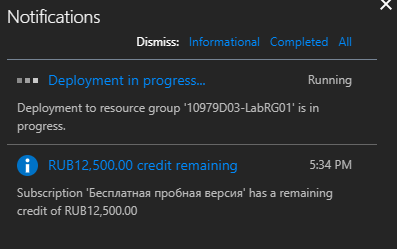 Notifications
Dismiss: Informational Completed All
Deployment in progress... Running
Deployment to resource group '10979D03-LabRG01' is in
progress.
RUB12,500.00 credit remaining 5:34 PM
Subscription 'Бесплатная пробная версия' has a remaining
credit of RUB12,500.00